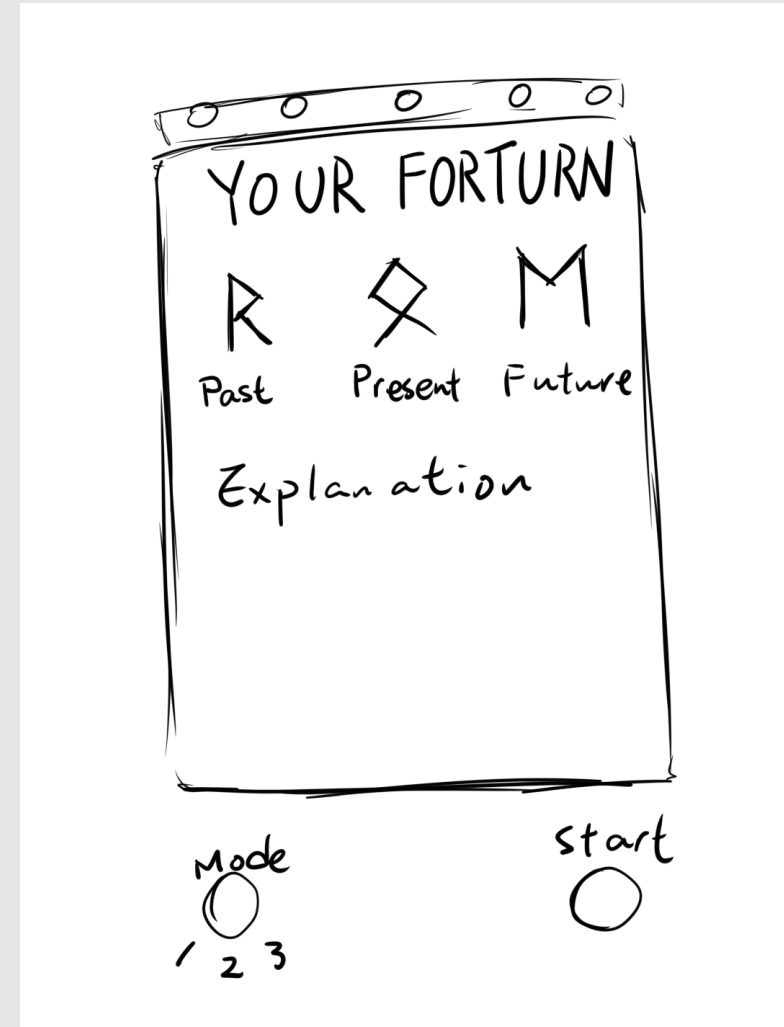 YOUR FORTURN
ᚱ ᛟ ᛖ
Past Present Future
Explanation
Mode Start
1 2 3